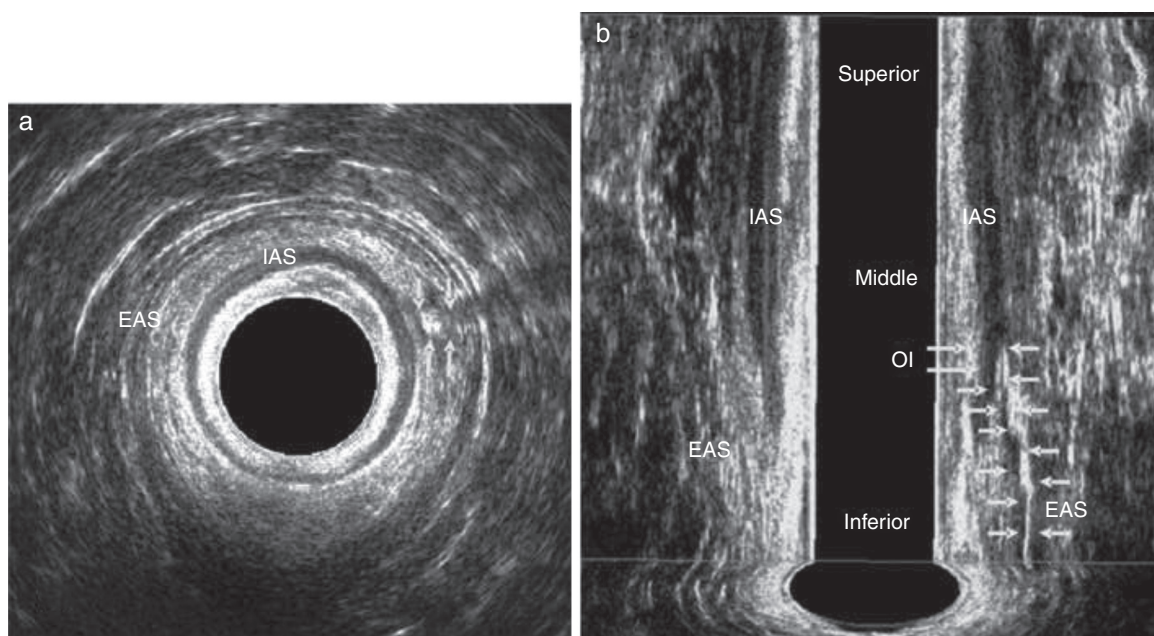 a
IAS
EAS
b
Superior
IAS
IAS
Middle
OI
EAS
EAS
Inferior